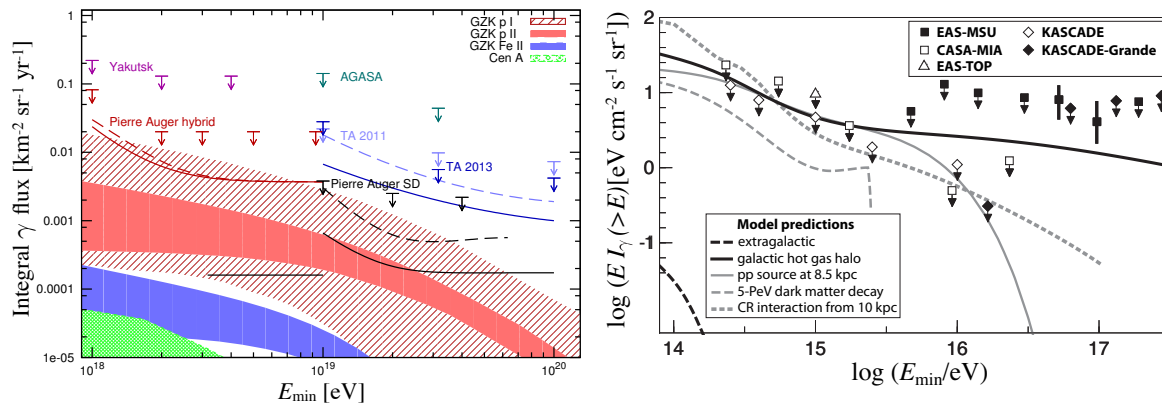 Integral γ flux [km⁻² sr⁻¹ yr⁻¹]
1
0.1
0.01
0.001
0.0001
1e-05
GZK p I
GZK p II
GZK Fe II
Cen A
Yakutsk
AGASA
Pierre Auger hybrid
TA 2011
TA 2013
Pierre Auger SD
10¹⁸
10¹⁹
10²⁰
E_min [eV]
log (E I_γ(>E)[eV cm⁻² s⁻¹ sr⁻¹]
2
1
0
-1
EAS-MSU
KASCADE
CASA-MIA
KASCADE-Grande
EAS-TOP
Model predictions
extragalactic
galactic hot gas halo
pp source at 8.5 kpc
5-PeV dark matter decay
CR interaction from 10 kpc
14
15
16
17
log (E_min/eV)